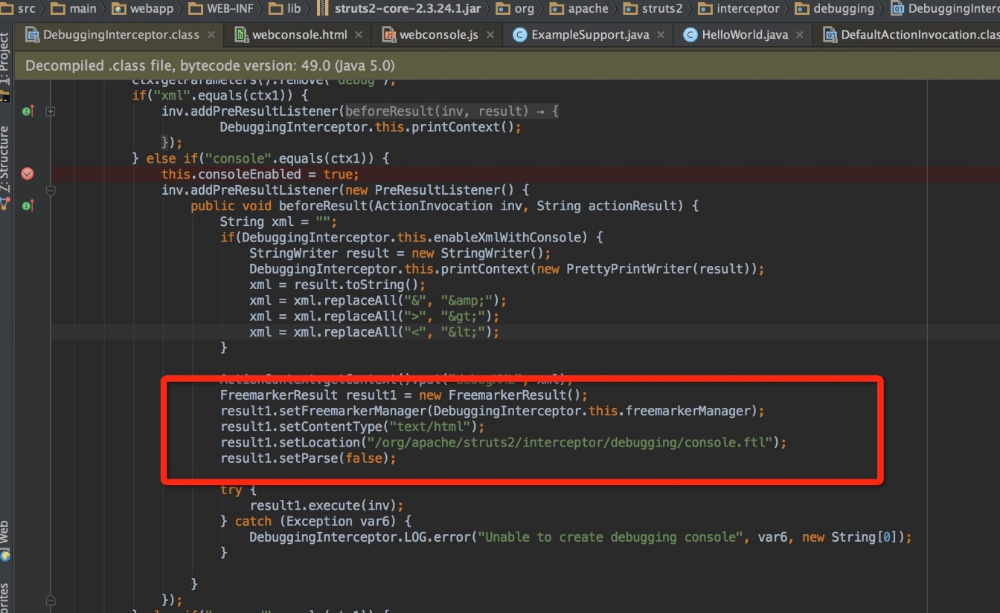 src main webapp WEB-INF lib struts2-core-2.3.24.1.jar org apache struts2 interceptor debugging DebuggingInterc
DebuggingInterceptor.class × webconsole.html × webconsole.js × ExampleSupport.java × HelloWorld.java × DefaultActionInvocation.clas
Decompiled .class file, bytecode version: 49.0 (Java 5.0)
1: Project
Z: Structure
Web
ctx.getParameters().remove("debug");
if("xml".equals(ctx1)) {
inv.addPreResultListener(beforeResult(inv, result) → {
DebuggingInterceptor.this.printContext();
});
} else if("console".equals(ctx1)) {
this.consoleEnabled = true;
inv.addPreResultListener(new PreResultListener() {
public void beforeResult(ActionInvocation inv, String actionResult) {
String xml = "";
if(DebuggingInterceptor.this.enableXmlWithConsole) {
StringWriter result = new StringWriter();
DebuggingInterceptor.this.printContext(new PrettyPrintWriter(result));
xml = result.toString();
xml = xml.replaceAll("&", "&amp;");
xml = xml.replaceAll(">", "&gt;");
xml = xml.replaceAll("<", "&lt;");
}
ActionContext.getContext().put("debugXML", xml);
FreemarkerResult result1 = new FreemarkerResult();
result1.setFreemarkerManager(DebuggingInterceptor.this.freemarkerManager);
result1.setContentType("text/html");
result1.setLocation("/org/apache/struts2/interceptor/debugging/console.ftl");
result1.setParse(false);
try {
result1.execute(inv);
} catch (Exception var6) {
DebuggingInterceptor.LOG.error("Unable to create debugging console", var6, new String[0]);
}
}
});